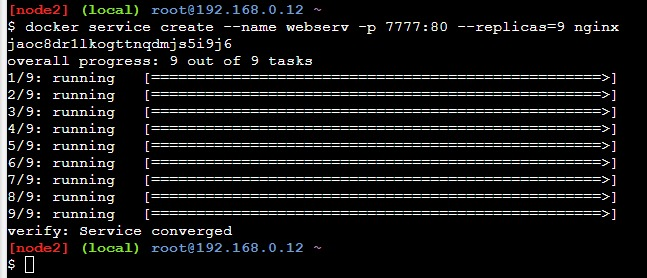 [node2] (local) root@192.168.0.12 ~
$ docker service create --name webserv -p 7777:80 --replicas=9 nginx
jaoc8dr1lkogttnqdmjs5i9j6
overall progress: 9 out of 9 tasks
1/9: running   [==================================================>]
2/9: running   [==================================================>]
3/9: running   [==================================================>]
4/9: running   [==================================================>]
5/9: running   [==================================================>]
6/9: running   [==================================================>]
7/9: running   [==================================================>]
8/9: running   [==================================================>]
9/9: running   [==================================================>]
verify: Service converged
[node2] (local) root@192.168.0.12 ~
$